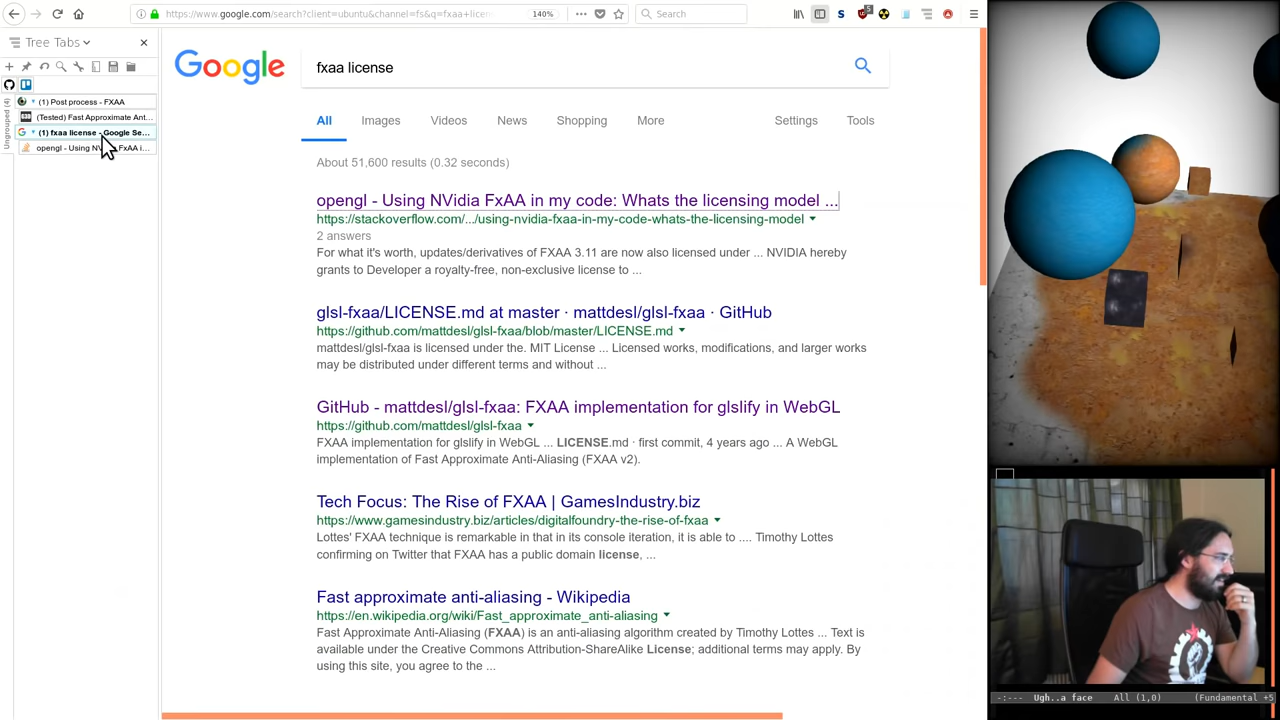 https://www.google.com/search?client=ubuntu&channel=fs&q=fxaa+licen
140%
Search
5
Tree Tabs
Ungrouped (4)
(1) Post process - FXAA
(Tested) Fast Approximate Ant...
(1) fxaa license - Google Se...
opengl - Using NV FxAA i...
Google
fxaa license
All
Images
Videos
News
Shopping
More
Settings
Tools
About 51,600 results (0.32 seconds)
opengl - Using NVidia FxAA in my code: Whats the licensing model ...
https://stackoverflow.com/.../using-nvidia-fxaa-in-my-code-whats-the-licensing-model
2 answers
For what it's worth, updates/derivatives of FXAA 3.11 are now also licensed under ... NVIDIA hereby
grants to Developer a royalty-free, non-exclusive license to ...
glsl-fxaa/LICENSE.md at master · mattdesl/glsl-fxaa · GitHub
https://github.com/mattdesl/glsl-fxaa/blob/master/LICENSE.md
mattdesl/glsl-fxaa is licensed under the. MIT License ... Licensed works, modifications, and larger works
may be distributed under different terms and without ...
GitHub - mattdesl/glsl-fxaa: FXAA implementation for glslify in WebGL
https://github.com/mattdesl/glsl-fxaa
FXAA implementation for glslify in WebGL ... LICENSE.md · first commit, 4 years ago ... A WebGL
implementation of Fast Approximate Anti-Aliasing (FXAA v2).
Tech Focus: The Rise of FXAA | GamesIndustry.biz
https://www.gamesindustry.biz/articles/digitalfoundry-the-rise-of-fxaa
Lottes' FXAA technique is remarkable in that in its console iteration, it is able to .... Timothy Lottes
confirming on Twitter that FXAA has a public domain license, ...
Fast approximate anti-aliasing - Wikipedia
https://en.wikipedia.org/wiki/Fast_approximate_anti-aliasing
Fast Approximate Anti-Aliasing (FXAA) is an anti-aliasing algorithm created by Timothy Lottes ... Text is
available under the Creative Commons Attribution-ShareAlike License; additional terms may apply. By
using this site, you agree to the ...
-:--- Ugh..a face All (1,0) (Fundamental +5